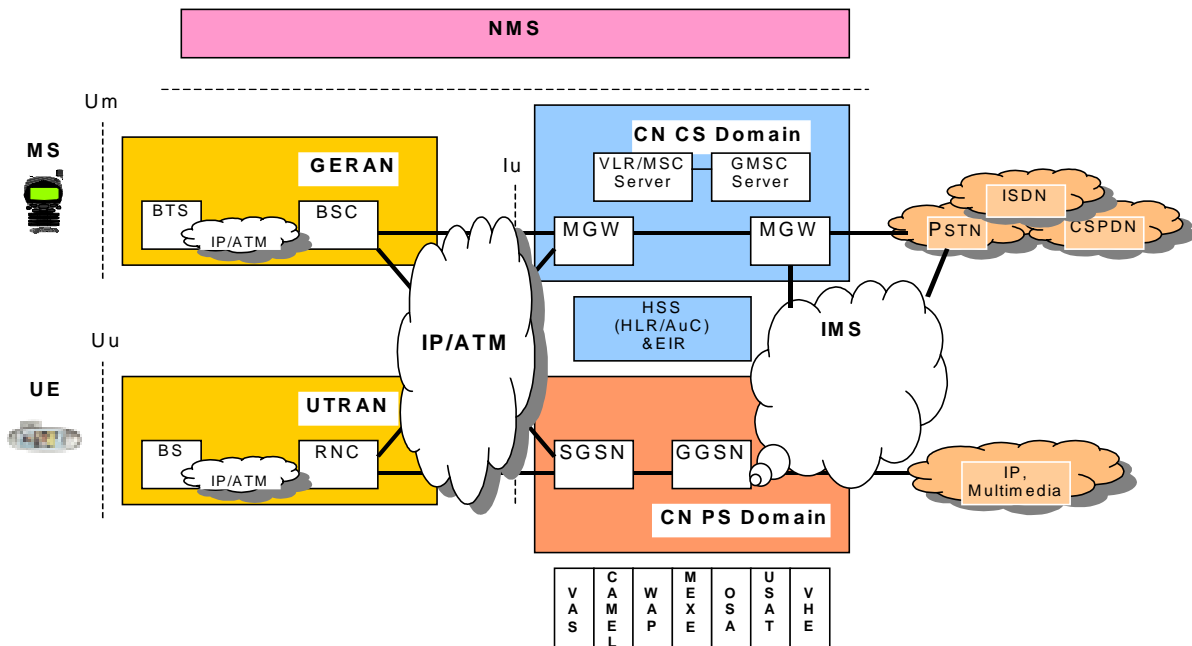 NMS
Um
MS
GERAN
BTS
IP/ATM
BSC
Iu
CN CS Domain
VLR/MSC
Server
GMSC
Server
MGW
MGW
ISDN
PSTN
CSPDN
HSS
(HLR/AuC)
&EIR
IP/ATM
IMS
Uu
UE
UTRAN
BS
IP/ATM
RNC
SGSN
GGSN
CN PS Domain
IP,
Multimedia
VAS
CAMEL
WAP
MEXE
OSA
USAT
VHE